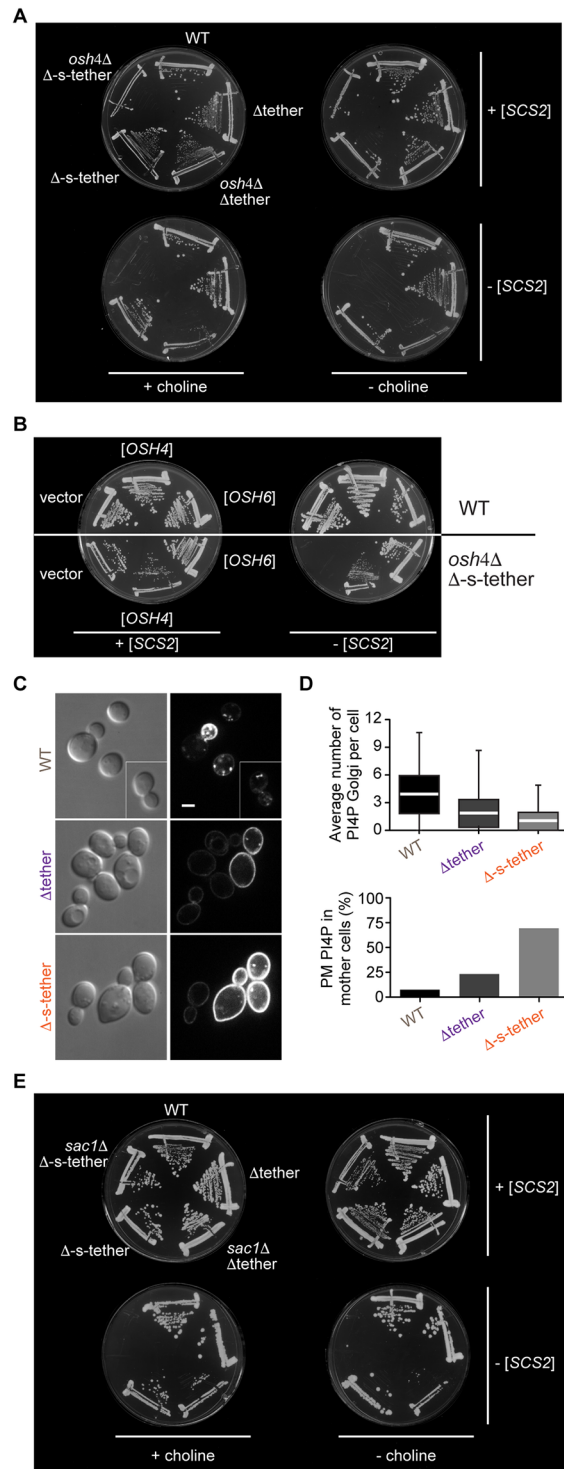 A
WT
osh4Δ
Δ-s-tether
Δtether
Δ-s-tether
osh4Δ
Δtether
+ [SCS2]
- [SCS2]
+ choline
- choline
B
[OSH4]
vector
[OSH6]
WT
vector
[OSH6]
osh4Δ
Δ-s-tether
[OSH4]
+ [SCS2]
- [SCS2]
C
WT
Δtether
Δ-s-tether
D
Average number of
PI4P Golgi per cell
12
9
6
3
0
WT
Δtether
Δ-s-tether
PM PI4P in
mother cells (%)
100
75
50
25
0
WT
Δtether
Δ-s-tether
E
WT
sac1Δ
Δ-s-tether
Δtether
Δ-s-tether
sac1Δ
Δtether
+ [SCS2]
- [SCS2]
+ choline
- choline